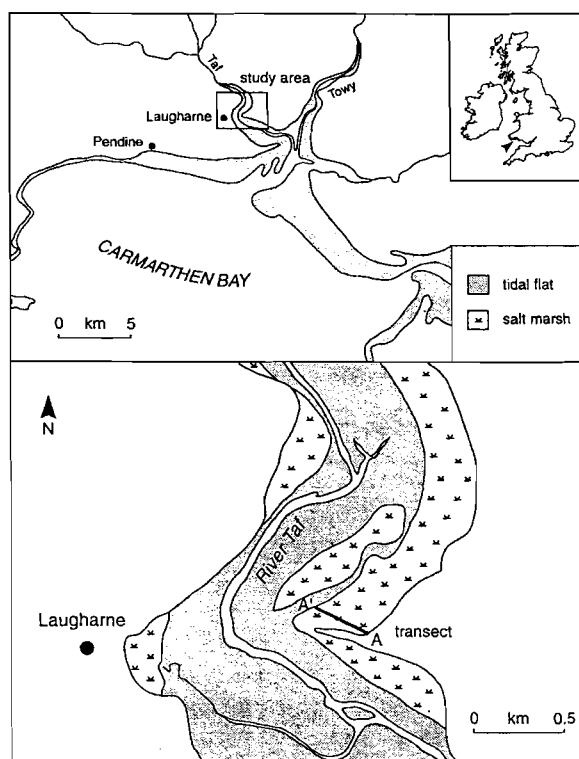 Taf
study area
Towy
Laugharne
Pendine
CARMARTHEN BAY
0 km 5
tidal flat
salt marsh
N
River Taf
Laugharne
A'
A
transect
0 km 0.5